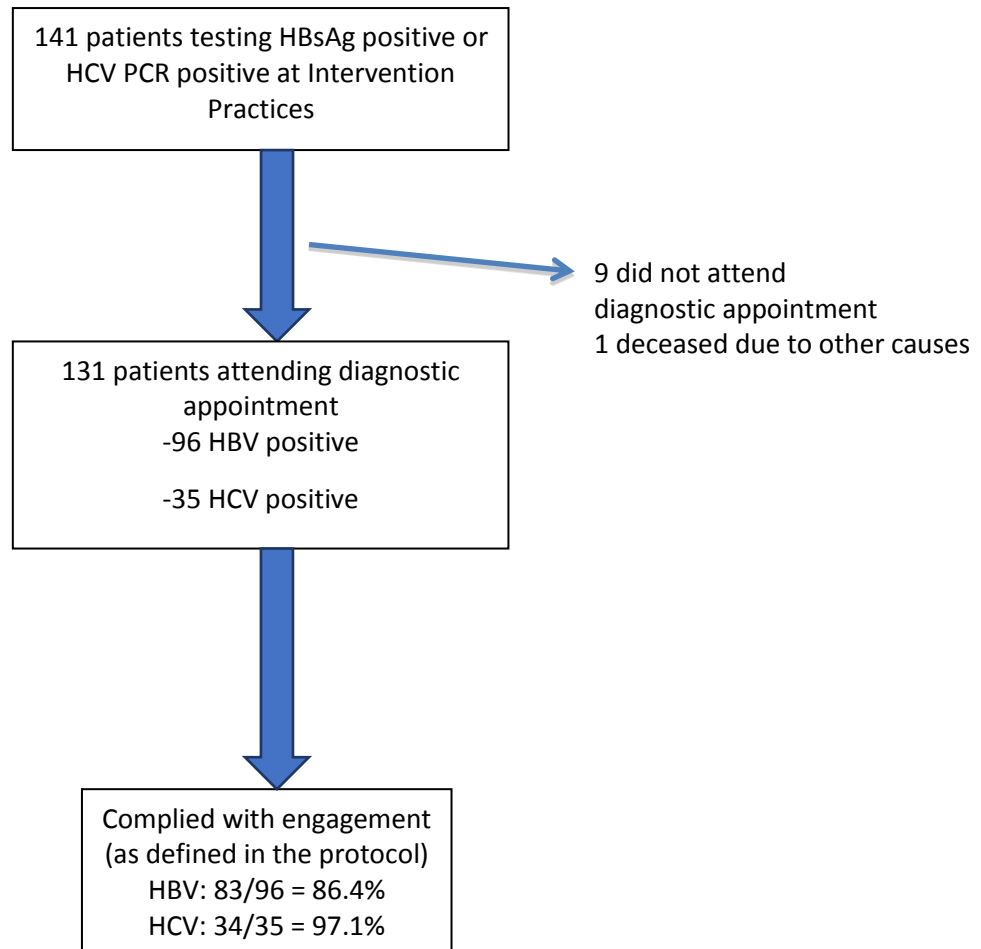 141 patients testing HBsAg positive or
HCV PCR positive at Intervention
Practices
9 did not attend
diagnostic appointment
1 deceased due to other causes
131 patients attending diagnostic
appointment
-96 HBV positive
-35 HCV positive
Complied with engagement
(as defined in the protocol)
HBV: 83/96 = 86.4%
HCV: 34/35 = 97.1%